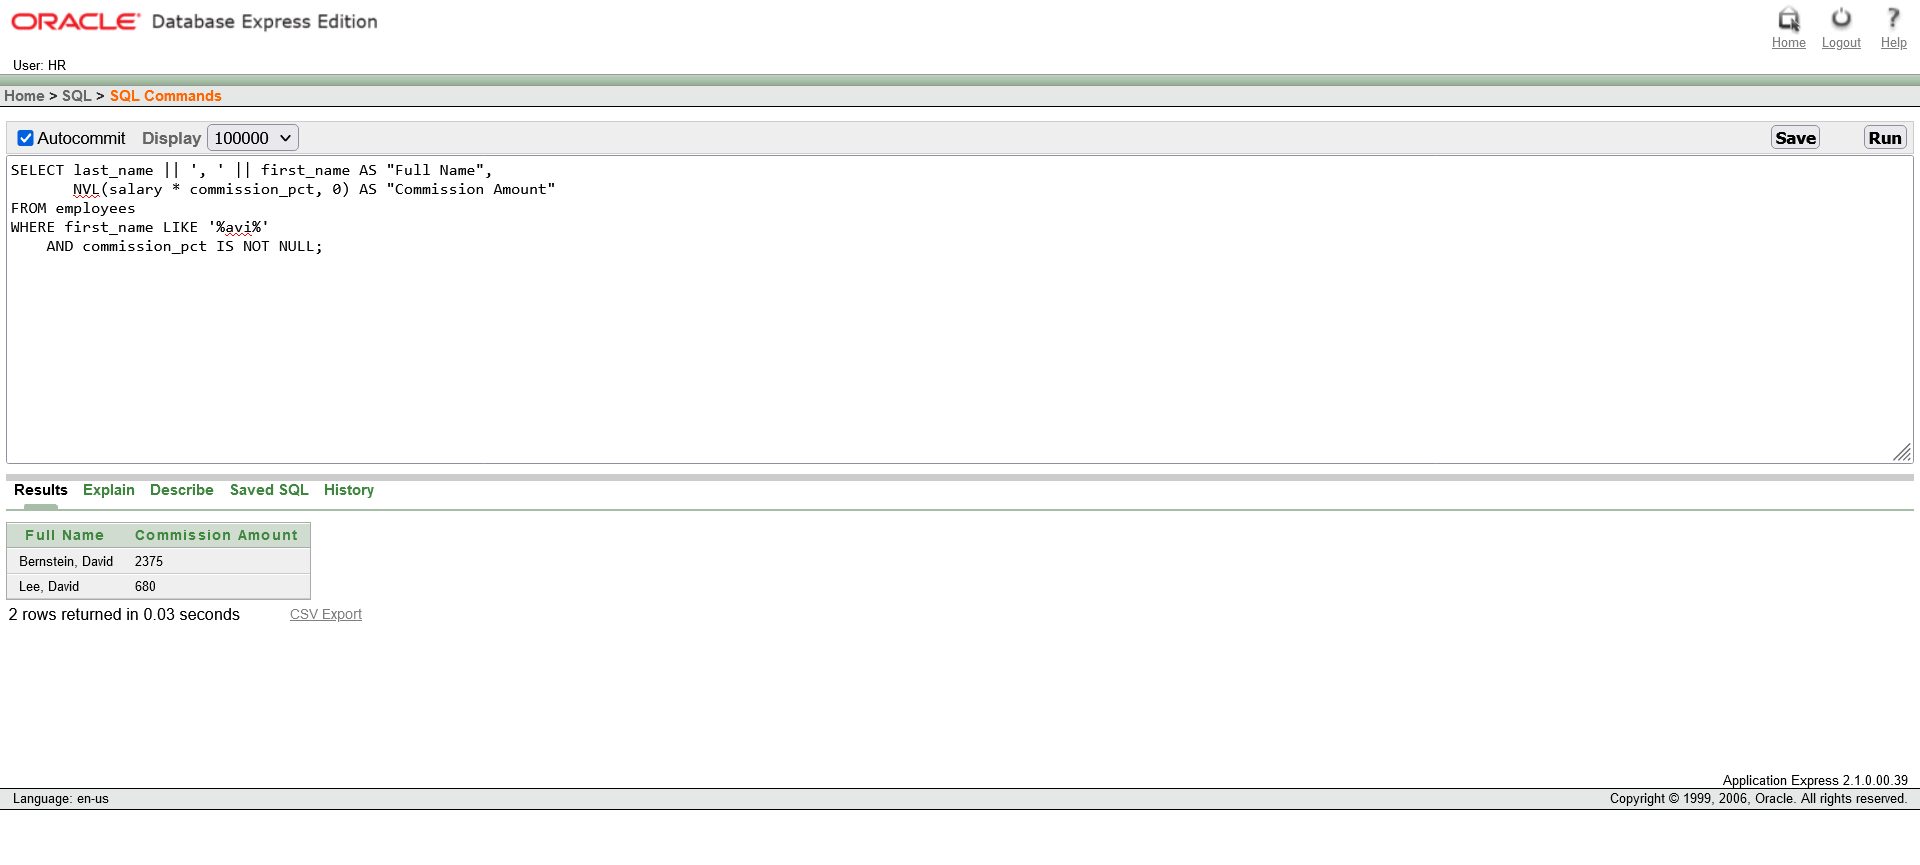 ORACLE Database Express Edition
Home Logout Help
User: HR
Home > SQL > SQL Commands
Autocommit Display 100000 Save Run
SELECT last_name || ', ' || first_name AS "Full Name",
NVL(salary * commission_pct, 0) AS "Commission Amount"
FROM employees
WHERE first_name LIKE '%avi%'
AND commission_pct IS NOT NULL;
Results Explain Describe Saved SQL History
Full Name Commission Amount
Bernstein, David 2375
Lee, David 680
2 rows returned in 0.03 seconds CSV Export
Application Express 2.1.0.00.39
Language: en-us Copyright © 1999, 2006, Oracle. All rights reserved.